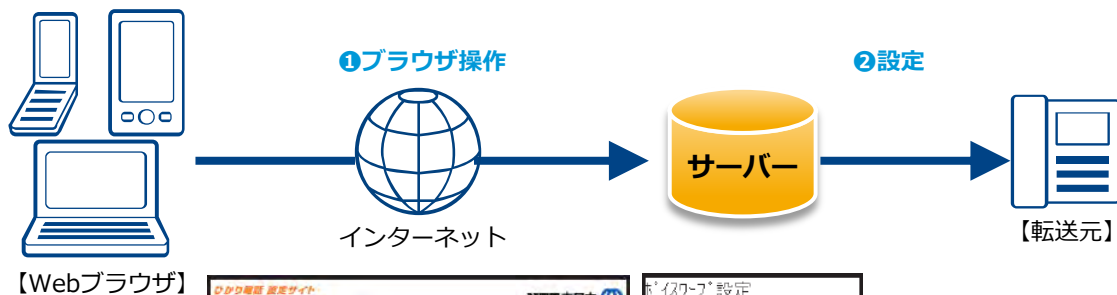 ❶ブラウザ操作
❷設定
サーバー
インターネット
【転送元】
【Webブラウザ】
ひかり電話 設定サイト
ﾎﾞｲｽﾜｰﾌﾟ設定